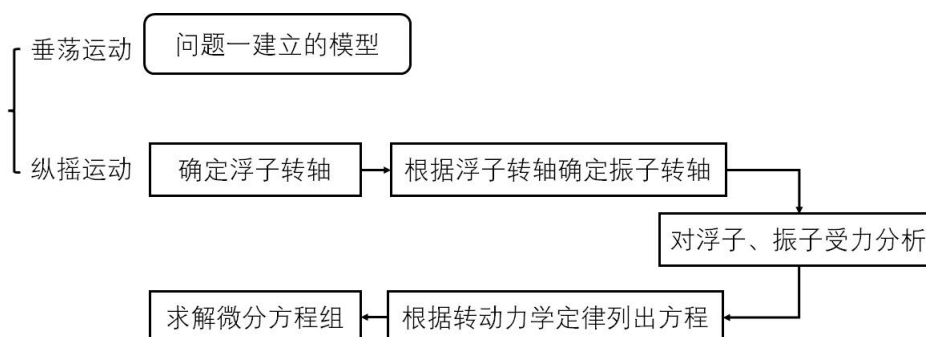 垂荡运动
问题一建立的模型
纵摇运动
确定浮子转轴
根据浮子转轴确定振子转轴
对浮子、振子受力分析
根据转动力学定律列出方程
求解微分方程组